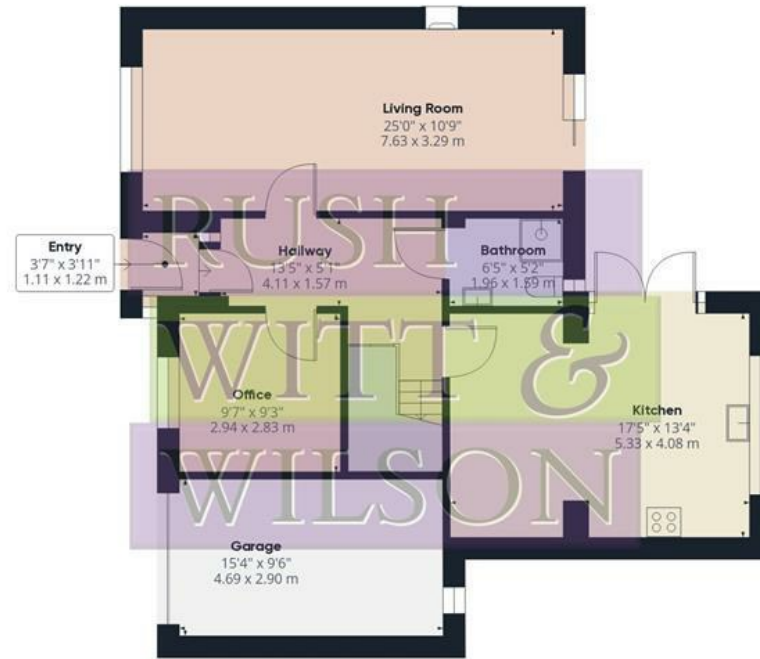 Living Room
25'0" x 10'9"
7.63 x 3.29 m
RUSH
Entry
3'7" x 3'11"
1.11 x 1.22 m
Hallway
13'5" x 5'1"
4.11 x 1.57 m
Bathroom
6'5" x 5'2"
1.96 x 1.59 m
WITT &
Office
9'7" x 9'3"
2.94 x 2.83 m
Kitchen
17'5" x 13'4"
5.33 x 4.08 m
WILSON
Garage
15'4" x 9'6"
4.69 x 2.90 m